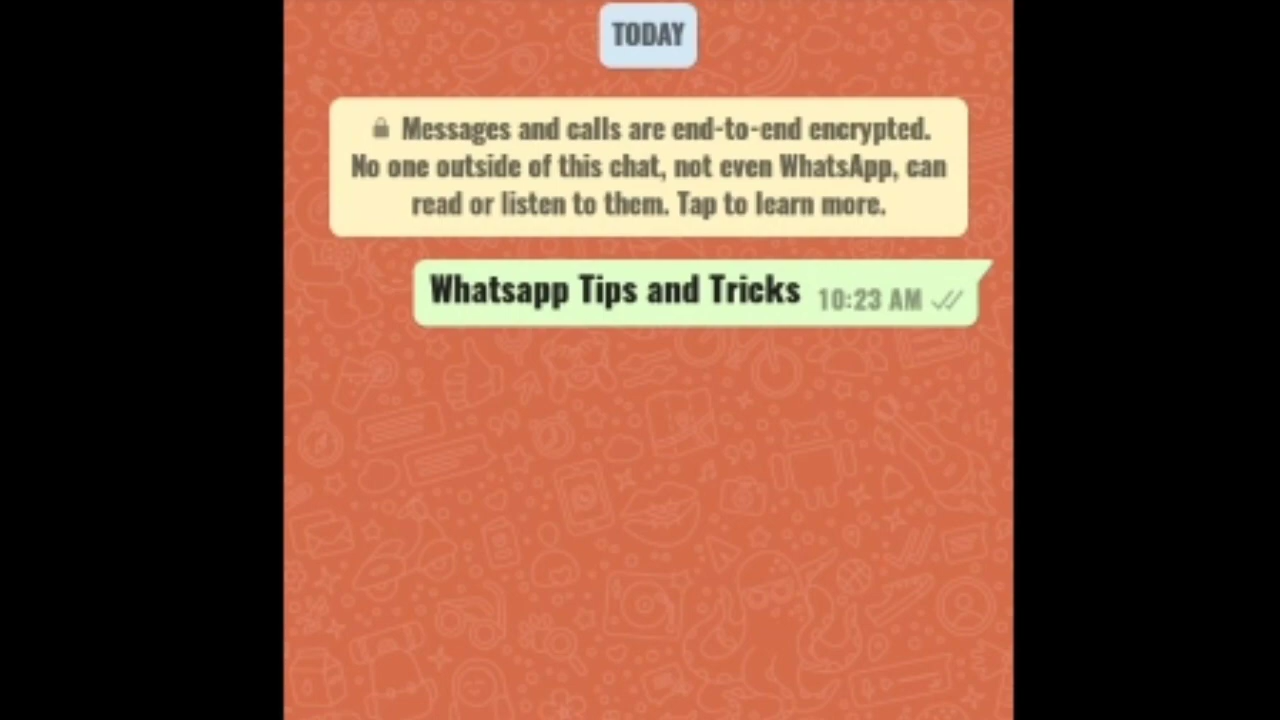 TODAY
Messages and calls are end-to-end encrypted.
No one outside of this chat, not even WhatsApp, can
read or listen to them. Tap to learn more.
Whatsapp Tips and Tricks 10:23 AM